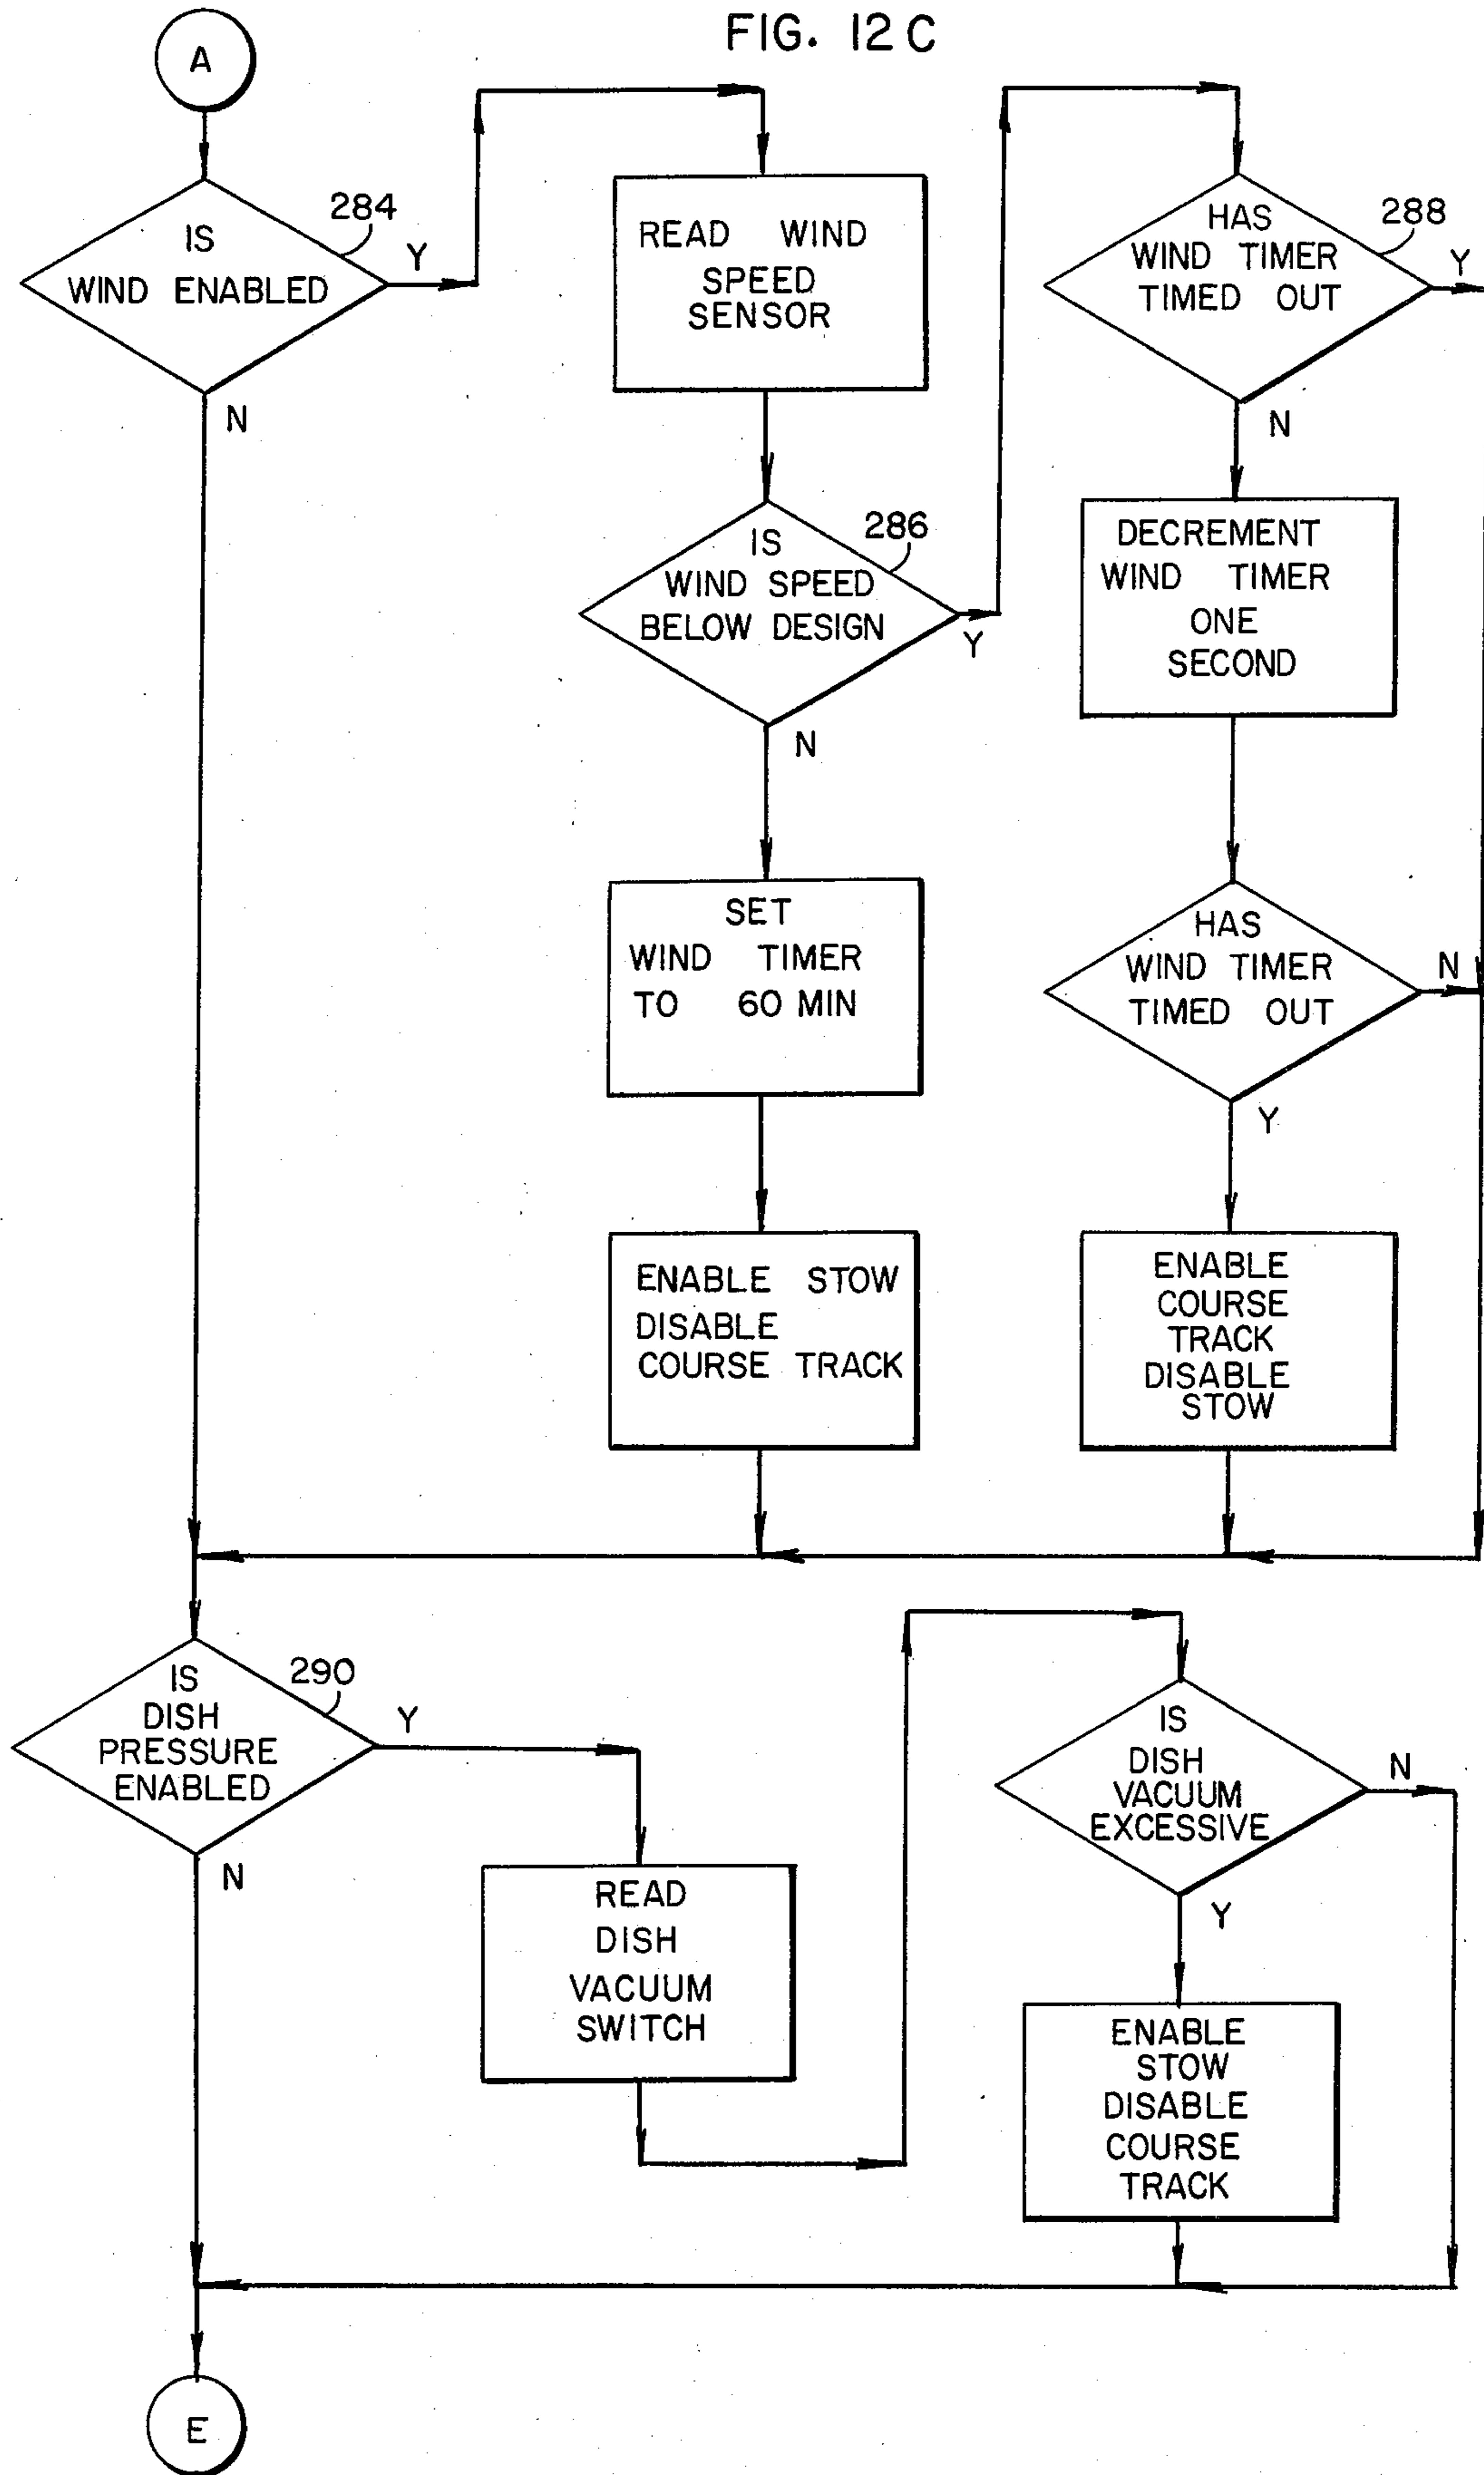 FIG. 12C
A
IS
WIND ENABLED
284
Y
N
READ WIND
SPEED
SENSOR
IS
WIND SPEED
BELOW DESIGN
286
Y
N
SET
WIND TIMER
TO 60 MIN
ENABLE STOW
DISABLE
COURSE TRACK
HAS
WIND TIMER
TIMED OUT
288
Y
N
DECREMENT
WIND TIMER
ONE
SECOND
HAS
WIND TIMER
TIMED OUT
N
Y
ENABLE
COURSE
TRACK
DISABLE
STOW
IS
DISH
PRESSURE
ENABLED
290
Y
N
READ
DISH
VACUUM
SWITCH
IS
DISH
VACUUM
EXCESSIVE
N
Y
ENABLE
STOW
DISABLE
COURSE
TRACK
E